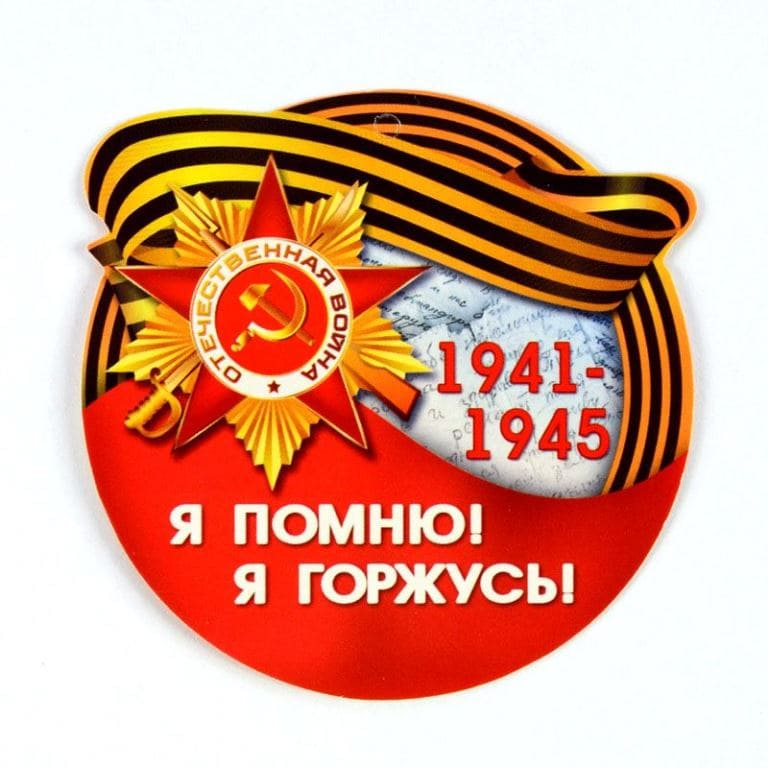 ОТЕЧЕСТВЕННАЯ ВОЙНА
1941-
1945
Я ПОМНЮ!
Я ГОРЖУСЬ!